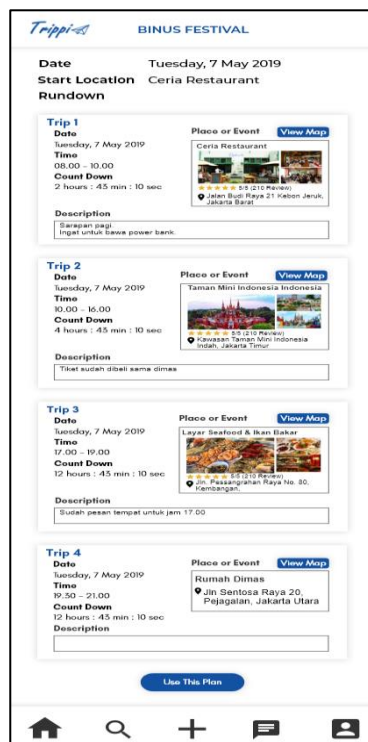 Trippi
BINUS FESTIVAL
Date Tuesday, 7 May 2019
Start Location Ceria Restaurant
Rundown
Trip 1
Date
Tuesday, 7 May 2019
Time
08.00 – 10.00
Count Down
2 hours : 43 min : 10 sec
Place or Event View Map
Ceria Restaurant
5/5 (210 Review)
Jalan Budi Raya 21 Kebon Jeruk,
Jakarta Barat
Description
Sarapan pagi
Ingat untuk bawa power bank
Trip 2
Date
Tuesday, 7 May 2019
Time
10.00 – 16.00
Count Down
4 hours : 43 min : 10 sec
Place or Event View Map
Taman Mini Indonesia Indonesia
5/5 (210 Review)
Kawasan Taman Mini Indonesia
Indah, Jakarta Timur
Description
Tiket sudah dibeli sama dimas
Trip 3
Date
Tuesday, 7 May 2019
Time
17.00 – 19.00
Count Down
12 hours : 43 min : 10 sec
Place or Event View Map
Layar Seafood & Ikan Bakar
5/5 (210 Review)
Jln. Pessangrahan Raya No. 80,
Kembangan,
Description
Sudah pesan tempat untuk jam 17.00
Trip 4
Date
Tuesday, 7 May 2019
Time
19.30 – 21.00
Count Down
12 hours : 43 min : 10 sec
Place or Event View Map
Rumah Dimas
Jln Sentosa Raya 20,
Pejagalan, Jakarta Utara
Description
Use This Plan